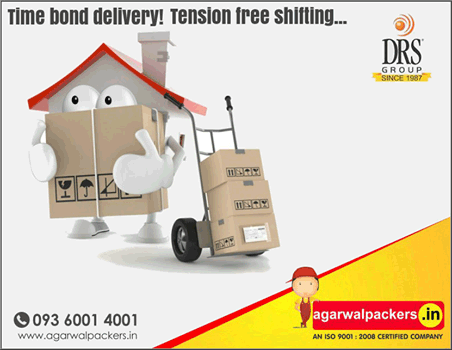 Time bond delivery! Tension free shifting...
DRS
GROUP
SINCE 1987
agarwalpackers.in
AN ISO 9001 : 2008 CERTIFIED COMPANY
093 6001 4001
www.agarwalpackers.in